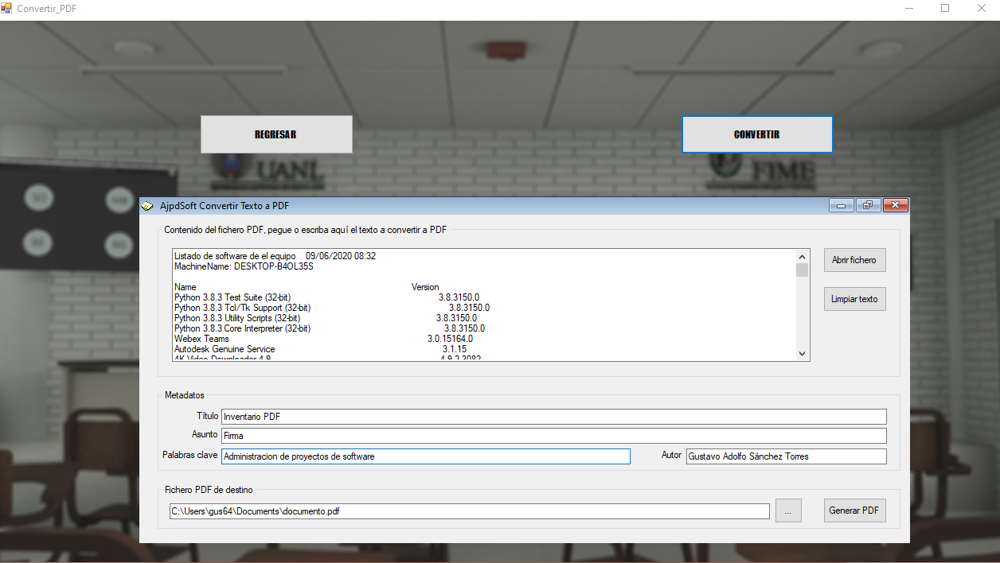 Convertir_PDF
REGRESAR
CONVERTIR
UANL
FIME
AjpdSoft Convertir Texto a PDF
Contenido del fichero PDF, pegue o escriba aquí el texto a convertir a PDF
Listado de software de el equipo 09/06/2020 08:32
MachineName: DESKTOP-B4OL35S
Name Version
Python 3.8.3 Test Suite (32-bit) 3.8.3150.0
Python 3.8.3 Tcl/Tk Support (32-bit) 3.8.3150.0
Python 3.8.3 Utility Scripts (32-bit) 3.8.3150.0
Python 3.8.3 Core Interpreter (32-bit) 3.8.3150.0
Webex Teams 3.0.15164.0
Autodesk Genuine Service 3.1.15
4K Video Downloader 4.9 4.9.2.3082
Abrir fichero
Limpiar texto
Metadatos
Título Inventario PDF
Asunto Firma
Palabras clave Administracion de proyectos de software Autor Gustavo Adolfo Sánchez Torres
Fichero PDF de destino
C:\Users\gus64\Documents\documento.pdf ... Generar PDF